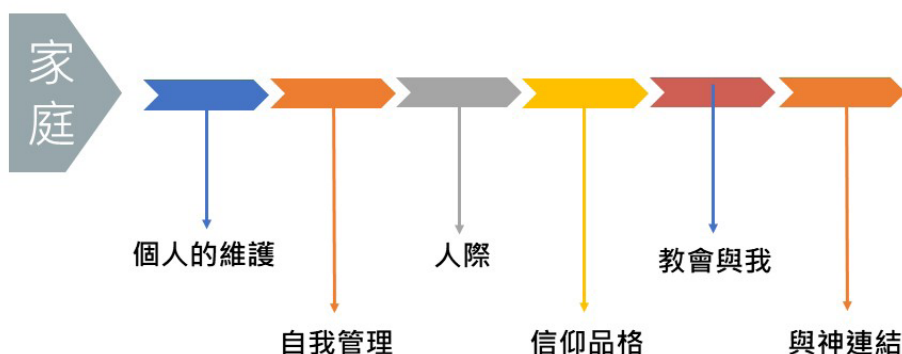 家
庭
個人的維護
人際
教會與我
自我管理
信仰品格
與神連結